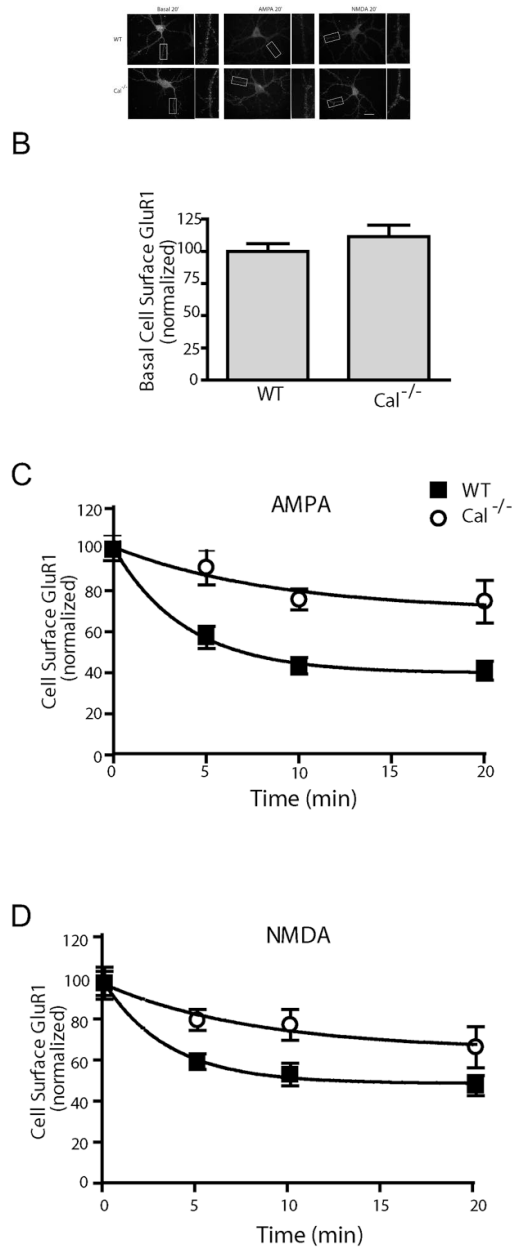 Basal 20' AMPA 20' NMDA 20'
WT
Cal -/-
B
Basal Cell Surface GluR1
(normalized)
125
100
75
50
25
0
WT Cal -/-
C
AMPA
WT
Cal -/-
Cell Surface GluR1
(normalized)
120
100
80
60
40
20
0
0 5 10 15 20
Time (min)
D
NMDA
Cell Surface GluR1
(normalized)
120
100
80
60
40
20
0
0 5 10 15 20
Time (min)